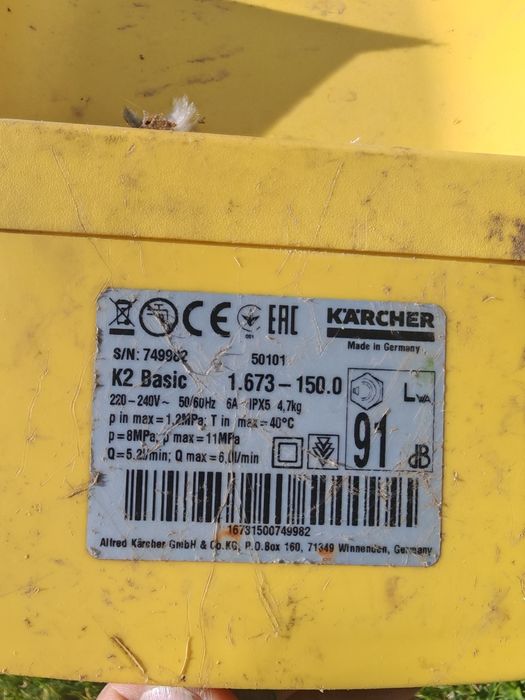 CE EAC KÄRCHER
001
Made in Germany
S/N: 749982 50101
K2 Basic 1.673-150.0
220-240V~ 50/60Hz 6A IPX5 4,7kg
p in max=1,2MPa; T in max=40°C
p=8MPa; p max=11MPa
Q=5,2l/min; Q max=6,0l/min
LWA
91 dB
16731500749982
Alfred Kärcher GmbH & Co.KG, P.O.Box 160, 71349 Winnenden, Germany